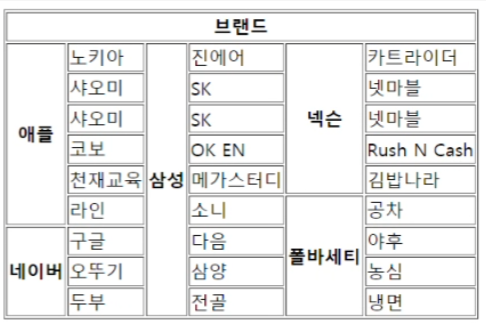 브랜드
애플 노키아 삼성 진에어 넥슨 카트라이더
샤오미 SK 넷마블
샤오미 SK 넷마블
코보 OK EN Rush N Cash
천재교육 메가스터디 김밥나라
라인 소니 폴바세티 공차
네이버 구글 다음 야후
오뚜기 삼양 농심
두부 전골 냉면